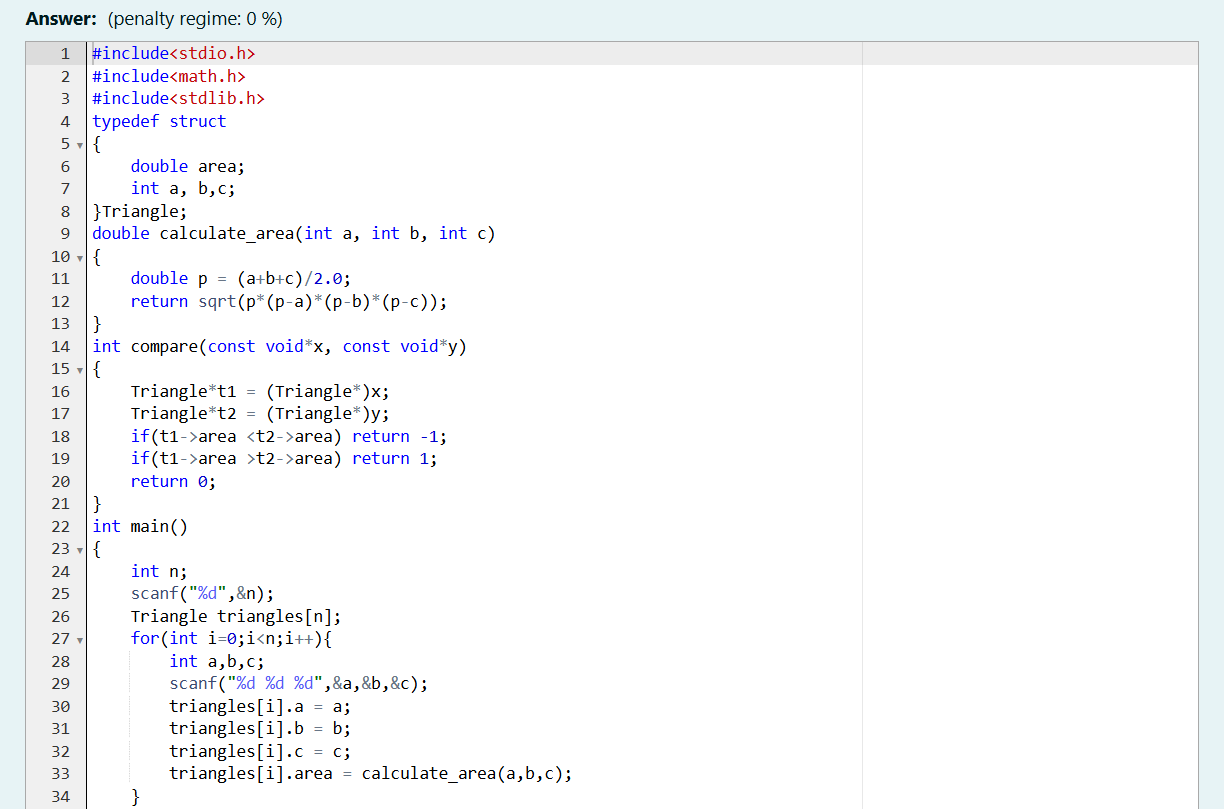 Answer: (penalty regime: 0 %)
1 #include<stdio.h>
2 #include<math.h>
3 #include<stdlib.h>
4 typedef struct
5 {
6     double area;
7     int a, b,c;
8 }Triangle;
9 double calculate_area(int a, int b, int c)
10 {
11     double p = (a+b+c)/2.0;
12     return sqrt(p*(p-a)*(p-b)*(p-c));
13 }
14 int compare(const void*x, const void*y)
15 {
16     Triangle*t1 = (Triangle*)x;
17     Triangle*t2 = (Triangle*)y;
18     if(t1->area <t2->area) return -1;
19     if(t1->area >t2->area) return 1;
20     return 0;
21 }
22 int main()
23 {
24     int n;
25     scanf("%d",&n);
26     Triangle triangles[n];
27     for(int i=0;i<n;i++){
28         int a,b,c;
29         scanf("%d %d %d",&a,&b,&c);
30         triangles[i].a = a;
31         triangles[i].b = b;
32         triangles[i].c = c;
33         triangles[i].area = calculate_area(a,b,c);
34     }